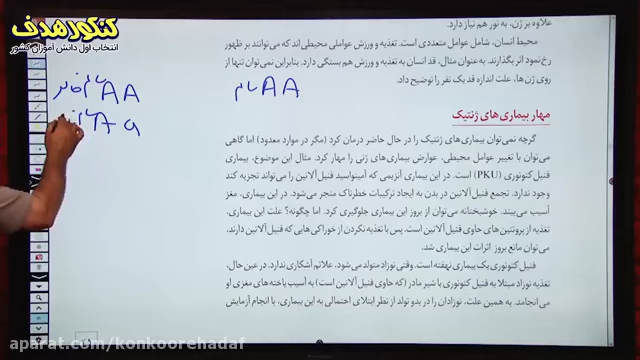 کنکور هدف
انتخاب اول دانش آموزان کشور
علاوه بر ژن، به نور هم نیاز دارد.
محیط انسان، شامل عوامل متعددی است. تغذیه و ورزش عواملی محیطی‌اند که می‌توانند بر ظهور
رخ‌نمود اثر بگذارند. به عنوان مثال، قد انسان به تغذیه و ورزش هم بستگی دارد. بنابراین نمی‌توان تنها از
روی ژن‌ها، علت اندازه قد یک نفر را توضیح داد.
AA
AA
Aa
مهار بیماری‌های ژنتیک
گرچه نمی‌توان بیماری‌های ژنتیک را در حال حاضر درمان کرد (مگر در موارد معدود) اما گاهی
می‌توان با تغییر عوامل محیطی، عوارض بیماری‌های ژنی را مهار کرد. مثال این موضوع، بیماری
فنیل کتونوری (PKU) است. در این بیماری آنزیمی که آمینواسید فنیل آلانین را می‌تواند تجزیه کند
وجود ندارد. تجمع فنیل آلانین در بدن به ایجاد ترکیبات خطرناک منجر می‌شود. در این بیماری، مغز
آسیب می‌بیند. خوشبختانه می‌توان از بروز این بیماری جلوگیری کرد. اما چگونه؟ علت این بیماری،
تغذیه از پروتئین‌های حاوی فنیل آلانین است. پس با تغذیه نکردن از خوراکی‌هایی که فنیل آلانین دارند،
می‌توان مانع بروز اثرات این بیماری شد.
فنیل کتونوری یک بیماری نهفته است. وقتی نوزاد متولد می‌شود، علائم آشکاری ندارد. در عین حال،
تغذیه نوزاد مبتلا به فنیل کتونوری با شیر مادر (که حاوی فنیل آلانین است) به آسیب یاخته‌های مغزی او
می‌انجامد. به همین علت، نوزادان را در بدو تولد از نظر ابتلای احتمالی به این بیماری، با انجام آزمایش
aparat.com/konkoorehadaf